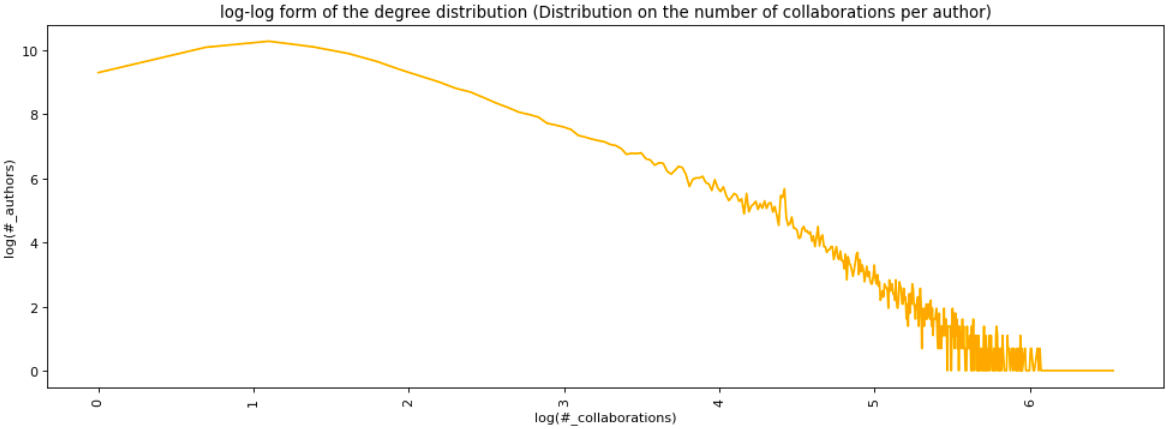 log-log form of the degree distribution (Distribution on the number of collaborations per author)
10
8
6
4
2
0
log(#_authors)
0 1 2 3 4 5 6
log(#_collaborations)